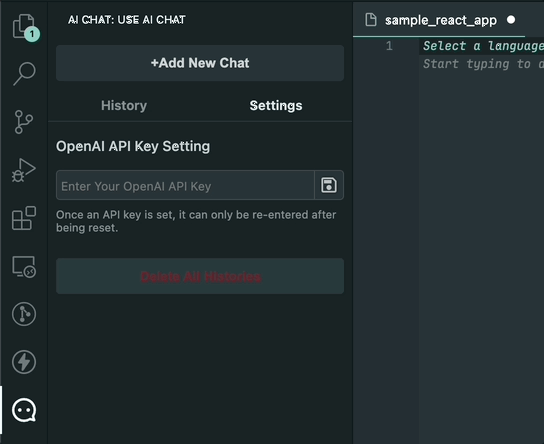 AI CHAT: USE AI CHAT
sample_react_app
1
+Add New Chat
1
Select a language
Start typing to
History
Settings
OpenAI API Key Setting
Enter Your OpenAI API Key
Once an API key is set, it can only be re-entered after
being reset.
Delete All Histories